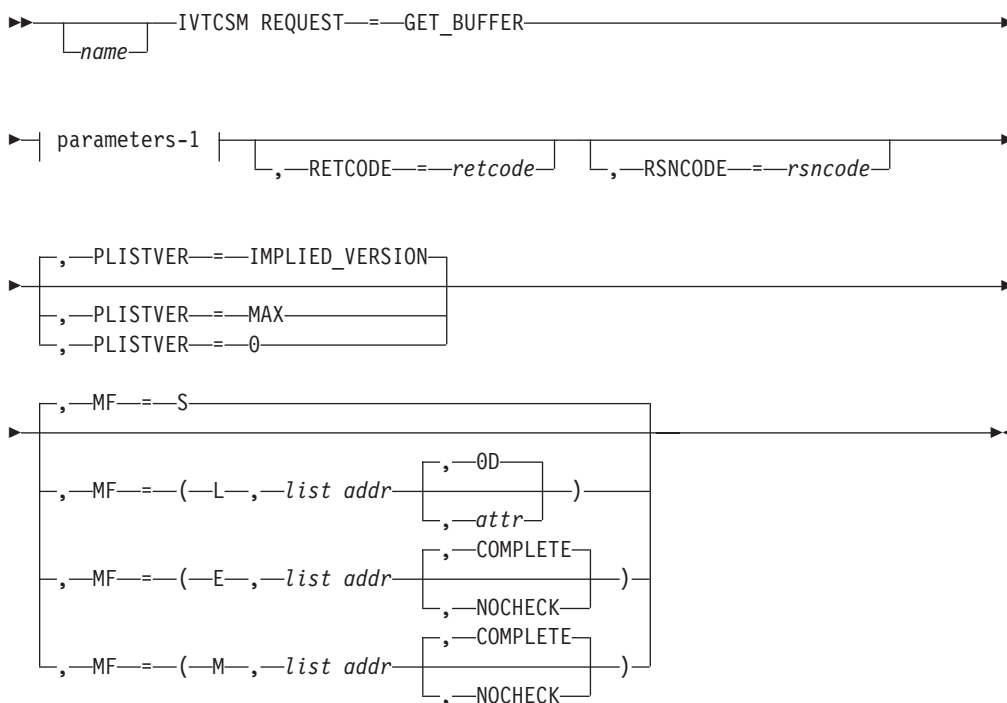 IVTCSM REQUEST = GET_BUFFER
name
parameters-1
, RETCODE = retcode
, RSNCODE = rsncode
, PLISTVER = IMPLIED_VERSION
, PLISTVER = MAX
, PLISTVER = 0
, MF = S
, 0D
, MF = ( L , list addr )
, attr
, COMPLETE
, MF = ( E , list addr )
, NOCHECK
, COMPLETE
, MF = ( M , list addr )
, NOCHECK